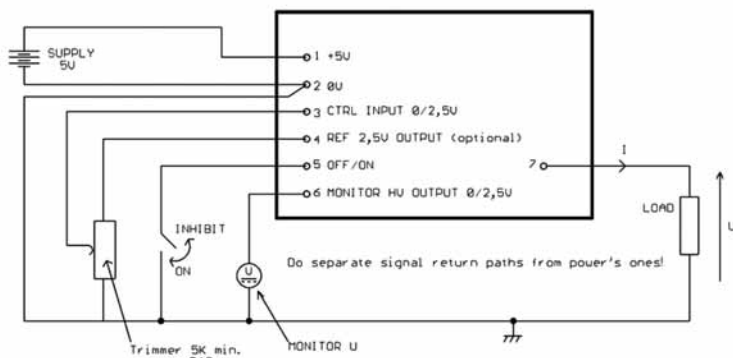 SUPPLY
5V
1 +5V
2 0V
3 CTRL INPUT 0/2,5V
4 REF 2,5V OUTPUT (optional)
5 OFF/ON
6 MONITOR HV OUTPUT 0/2,5V
7
I
LOAD
INHIBIT
ON
U
Do separate signal return paths from power's ones!
Trimmer 5K min.
MONITOR U